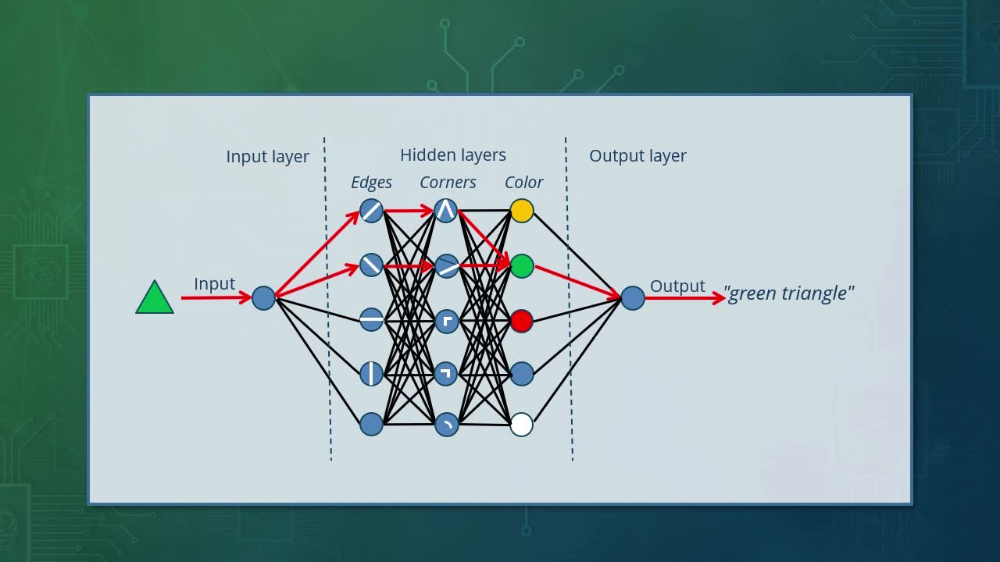 Input layer
Hidden layers
Output layer
Edges
Corners
Color
Input
Output
"green triangle"